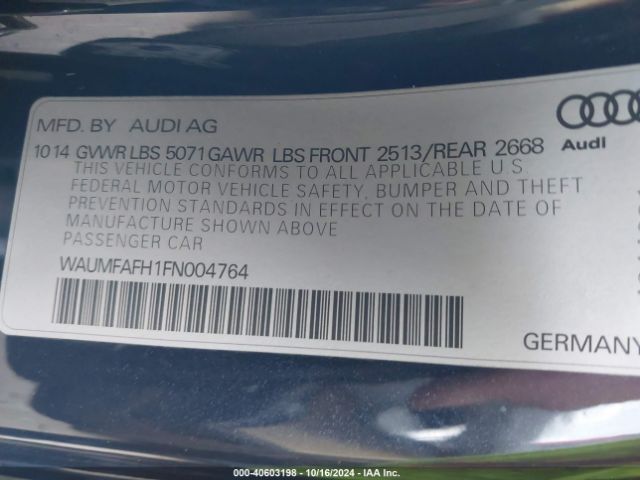 MFD. BY AUDI AG
10 14 GVWR LBS 5071 GAWR LBS FRONT 2513/REAR 2668
Audi
THIS VEHICLE CONFORMS TO ALL APPLICABLE U.S.
FEDERAL MOTOR VEHICLE SAFETY, BUMPER AND THEFT
PREVENTION STANDARDS IN EFFECT ON THE DATE OF
MANUFACTURE SHOWN ABOVE
PASSENGER CAR
WAUMFAFH1FN004764
GERMANY
000-40603198 - 10/16/2024 - IAA Inc.